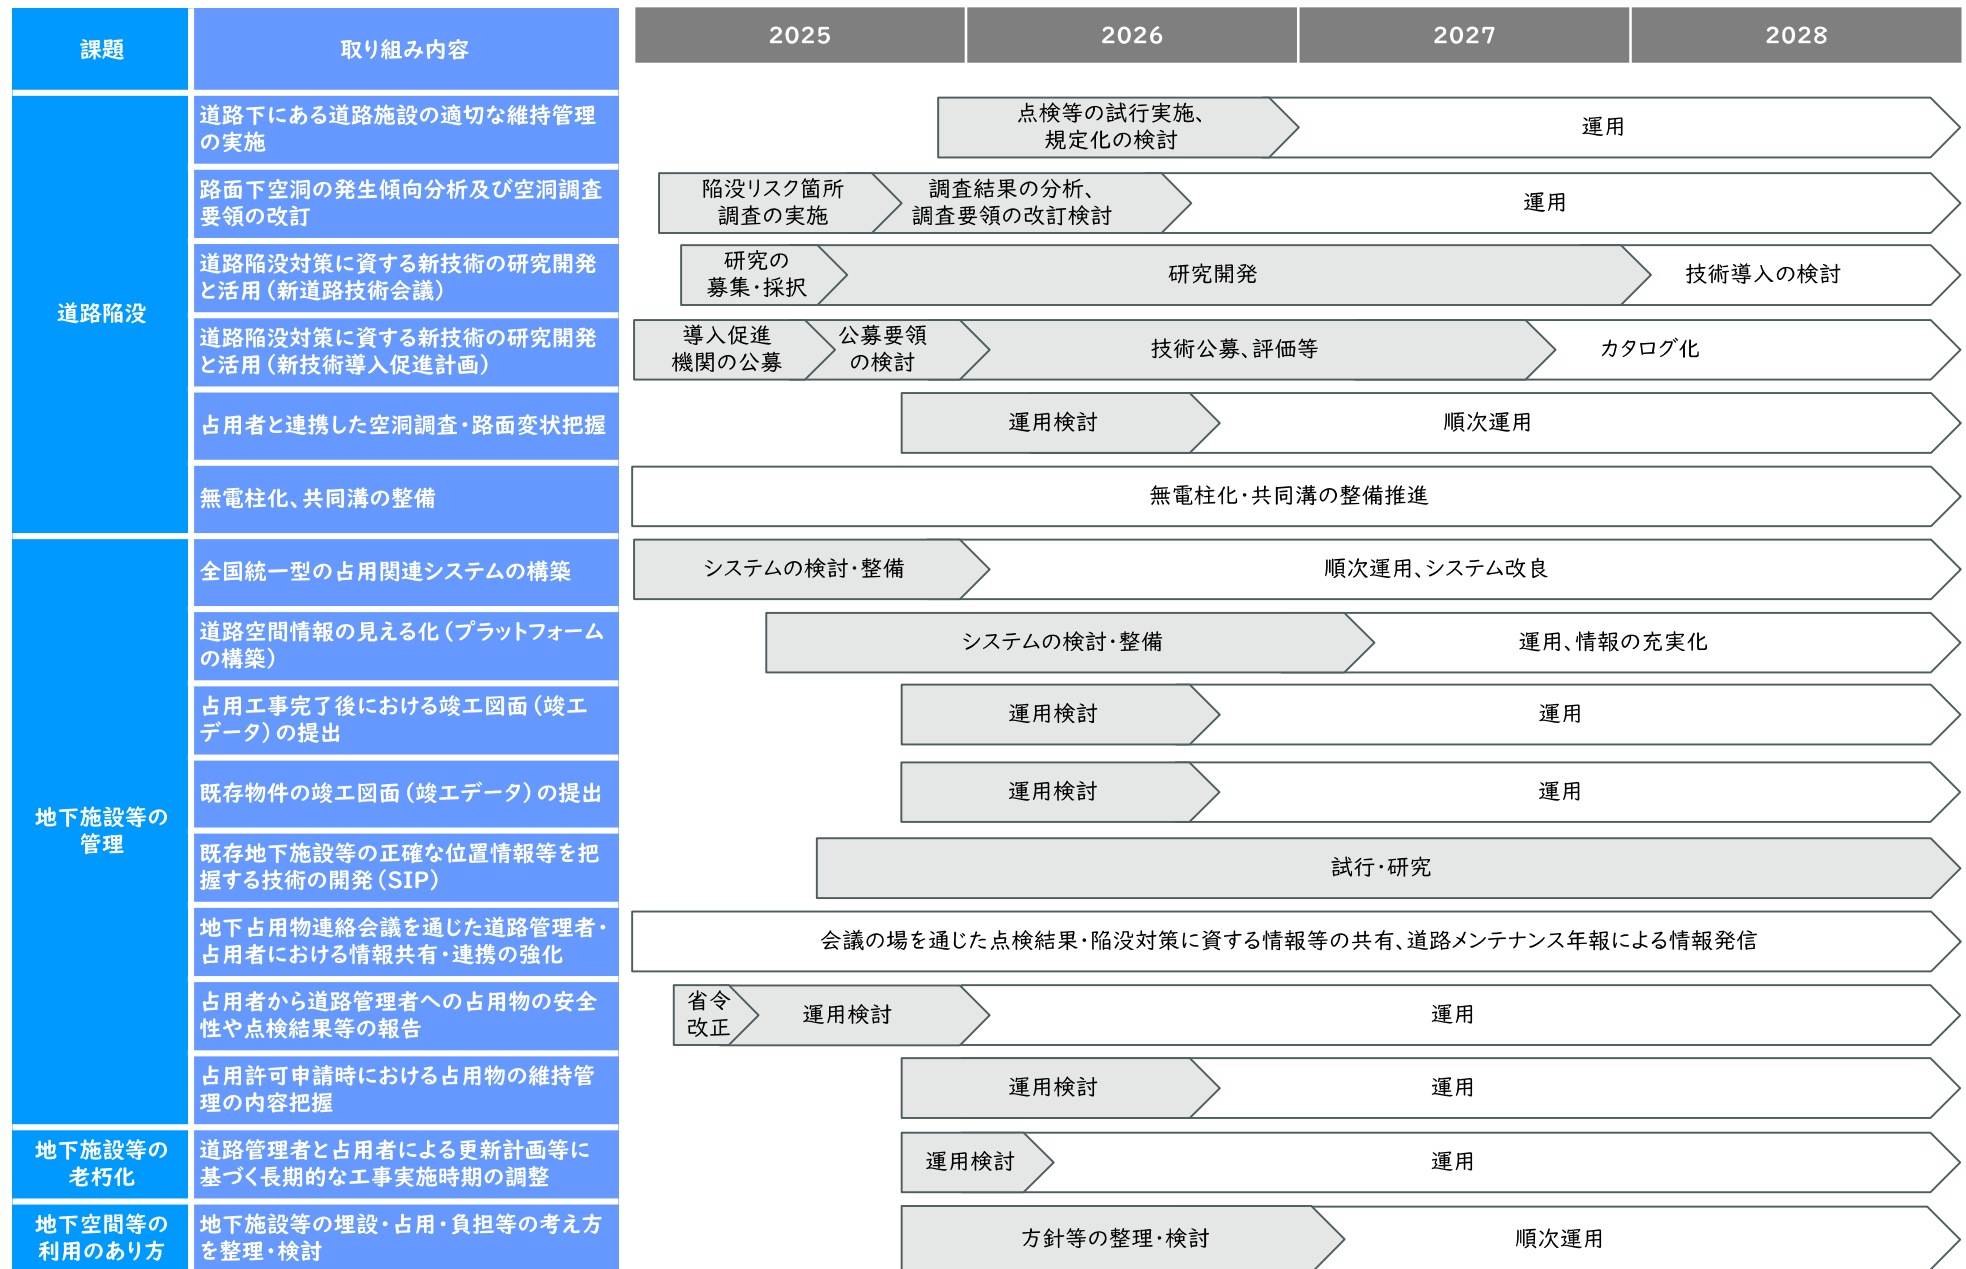 課題
取り組み内容
2025
2026
2027
2028
道路陥没
道路下にある道路施設の適切な維持管理
の実施
点検等の試行実施、
規定化の検討
運用
路面下空洞の発生傾向分析及び空洞調査
要領の改訂
陥没リスク箇所
調査の実施
調査結果の分析、
調査要領の改訂検討
運用
道路陥没対策に資する新技術の研究開発
と活用（新道路技術会議）
研究の
募集・採択
研究開発
技術導入の検討
道路陥没対策に資する新技術の研究開発
と活用（新技術導入促進計画）
導入促進
機関の公募
公募要領
の検討
技術公募、評価等
カタログ化
占用者と連携した空洞調査・路面変状把握
運用検討
順次運用
無電柱化、共同溝の整備
無電柱化・共同溝の整備推進
地下施設等の
管理
全国統一型の占用関連システムの構築
システムの検討・整備
順次運用、システム改良
道路空間情報の見える化（プラットフォーム
の構築）
システムの検討・整備
運用、情報の充実化
占用工事完了後における竣工図面（竣工
データ）の提出
運用検討
運用
既存物件の竣工図面（竣工データ）の提出
運用検討
運用
既存地下施設等の正確な位置情報等を把
握する技術の開発（SIP）
試行・研究
地下占用物連絡会議を通じた道路管理者・
占用者における情報共有・連携の強化
会議の場を通じた点検結果・陥没対策に資する情報等の共有、道路メンテナンス年報による情報発信
占用者から道路管理者への占用物の安全
性や点検結果等の報告
省令
改正
運用検討
運用
占用許可申請時における占用物の維持管
理の内容把握
運用検討
運用
地下施設等の
老朽化
道路管理者と占用者による更新計画等に
基づく長期的な工事実施時期の調整
運用検討
運用
地下空間等の
利用のあり方
地下施設等の埋設・占用・負担等の考え方
を整理・検討
方針等の整理・検討
順次運用